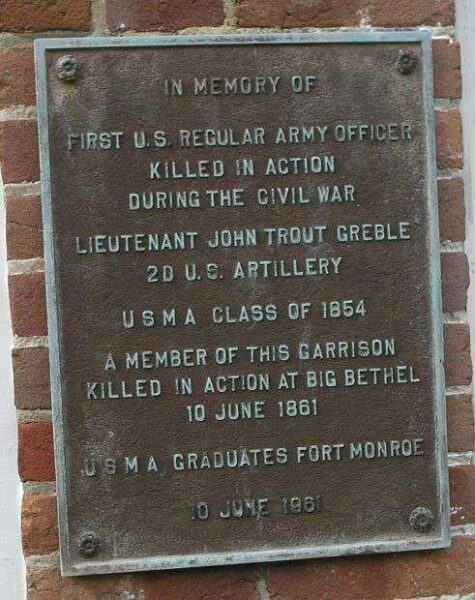 IN MEMORY OF
FIRST U.S. REGULAR ARMY OFFICER
KILLED IN ACTION
DURING THE CIVIL WAR
LIEUTENANT JOHN TROUT GREBLE
2D U.S. ARTILLERY
U S M A CLASS OF 1854
A MEMBER OF THIS GARRISON
KILLED IN ACTION AT BIG BETHEL
10 JUNE 1861
U S M A GRADUATES FORT MONROE
10 JUNE 1961